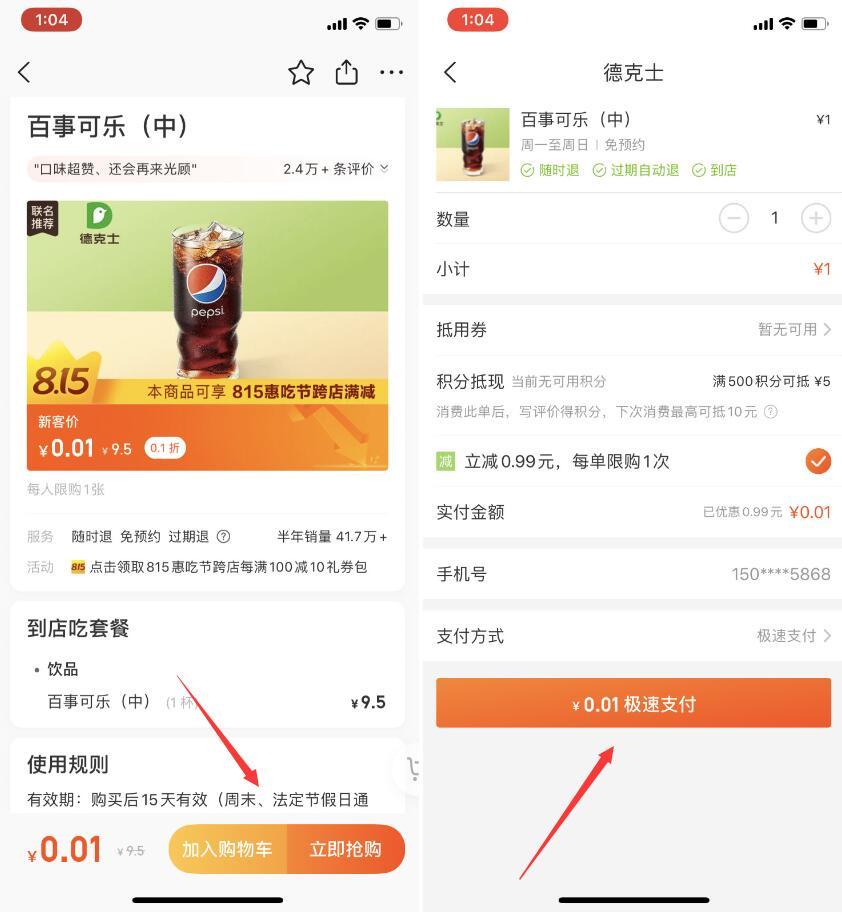 1:04
百事可乐（中）
"口味超赞、还会再来光顾"
2.4万+条评价
联名
推荐
德克士
pepsi
8.15
本商品可享 815惠吃节跨店满减
新客价
¥0.01 ¥9.5 0.1 折
每人限购1张
服务 随时退 免预约 过期退 半年销量 41.7万+
活动 815 点击领取815惠吃节跨店每满100减10礼券包
到店吃套餐
• 饮品
百事可乐（中） (1 杯) ¥9.5
使用规则
有效期：购买后15天有效（周末、法定节假日通
¥0.01 ¥9.5 加入购物车 立即抢购
1:04
德克士
百事可乐（中） ¥1
周一至周日 | 免预约
随时退 过期自动退 到店
数量 1
小计 ¥1
抵用券 暂无可用
积分抵现 当前无可用积分 满500积分可抵 ¥5
消费此单后，写评价得积分，下次消费最高可抵10元
减 立减0.99元，每单限购1次
实付金额 已优惠0.99元 ¥0.01
手机号 150****5868
支付方式 极速支付
¥0.01 极速支付